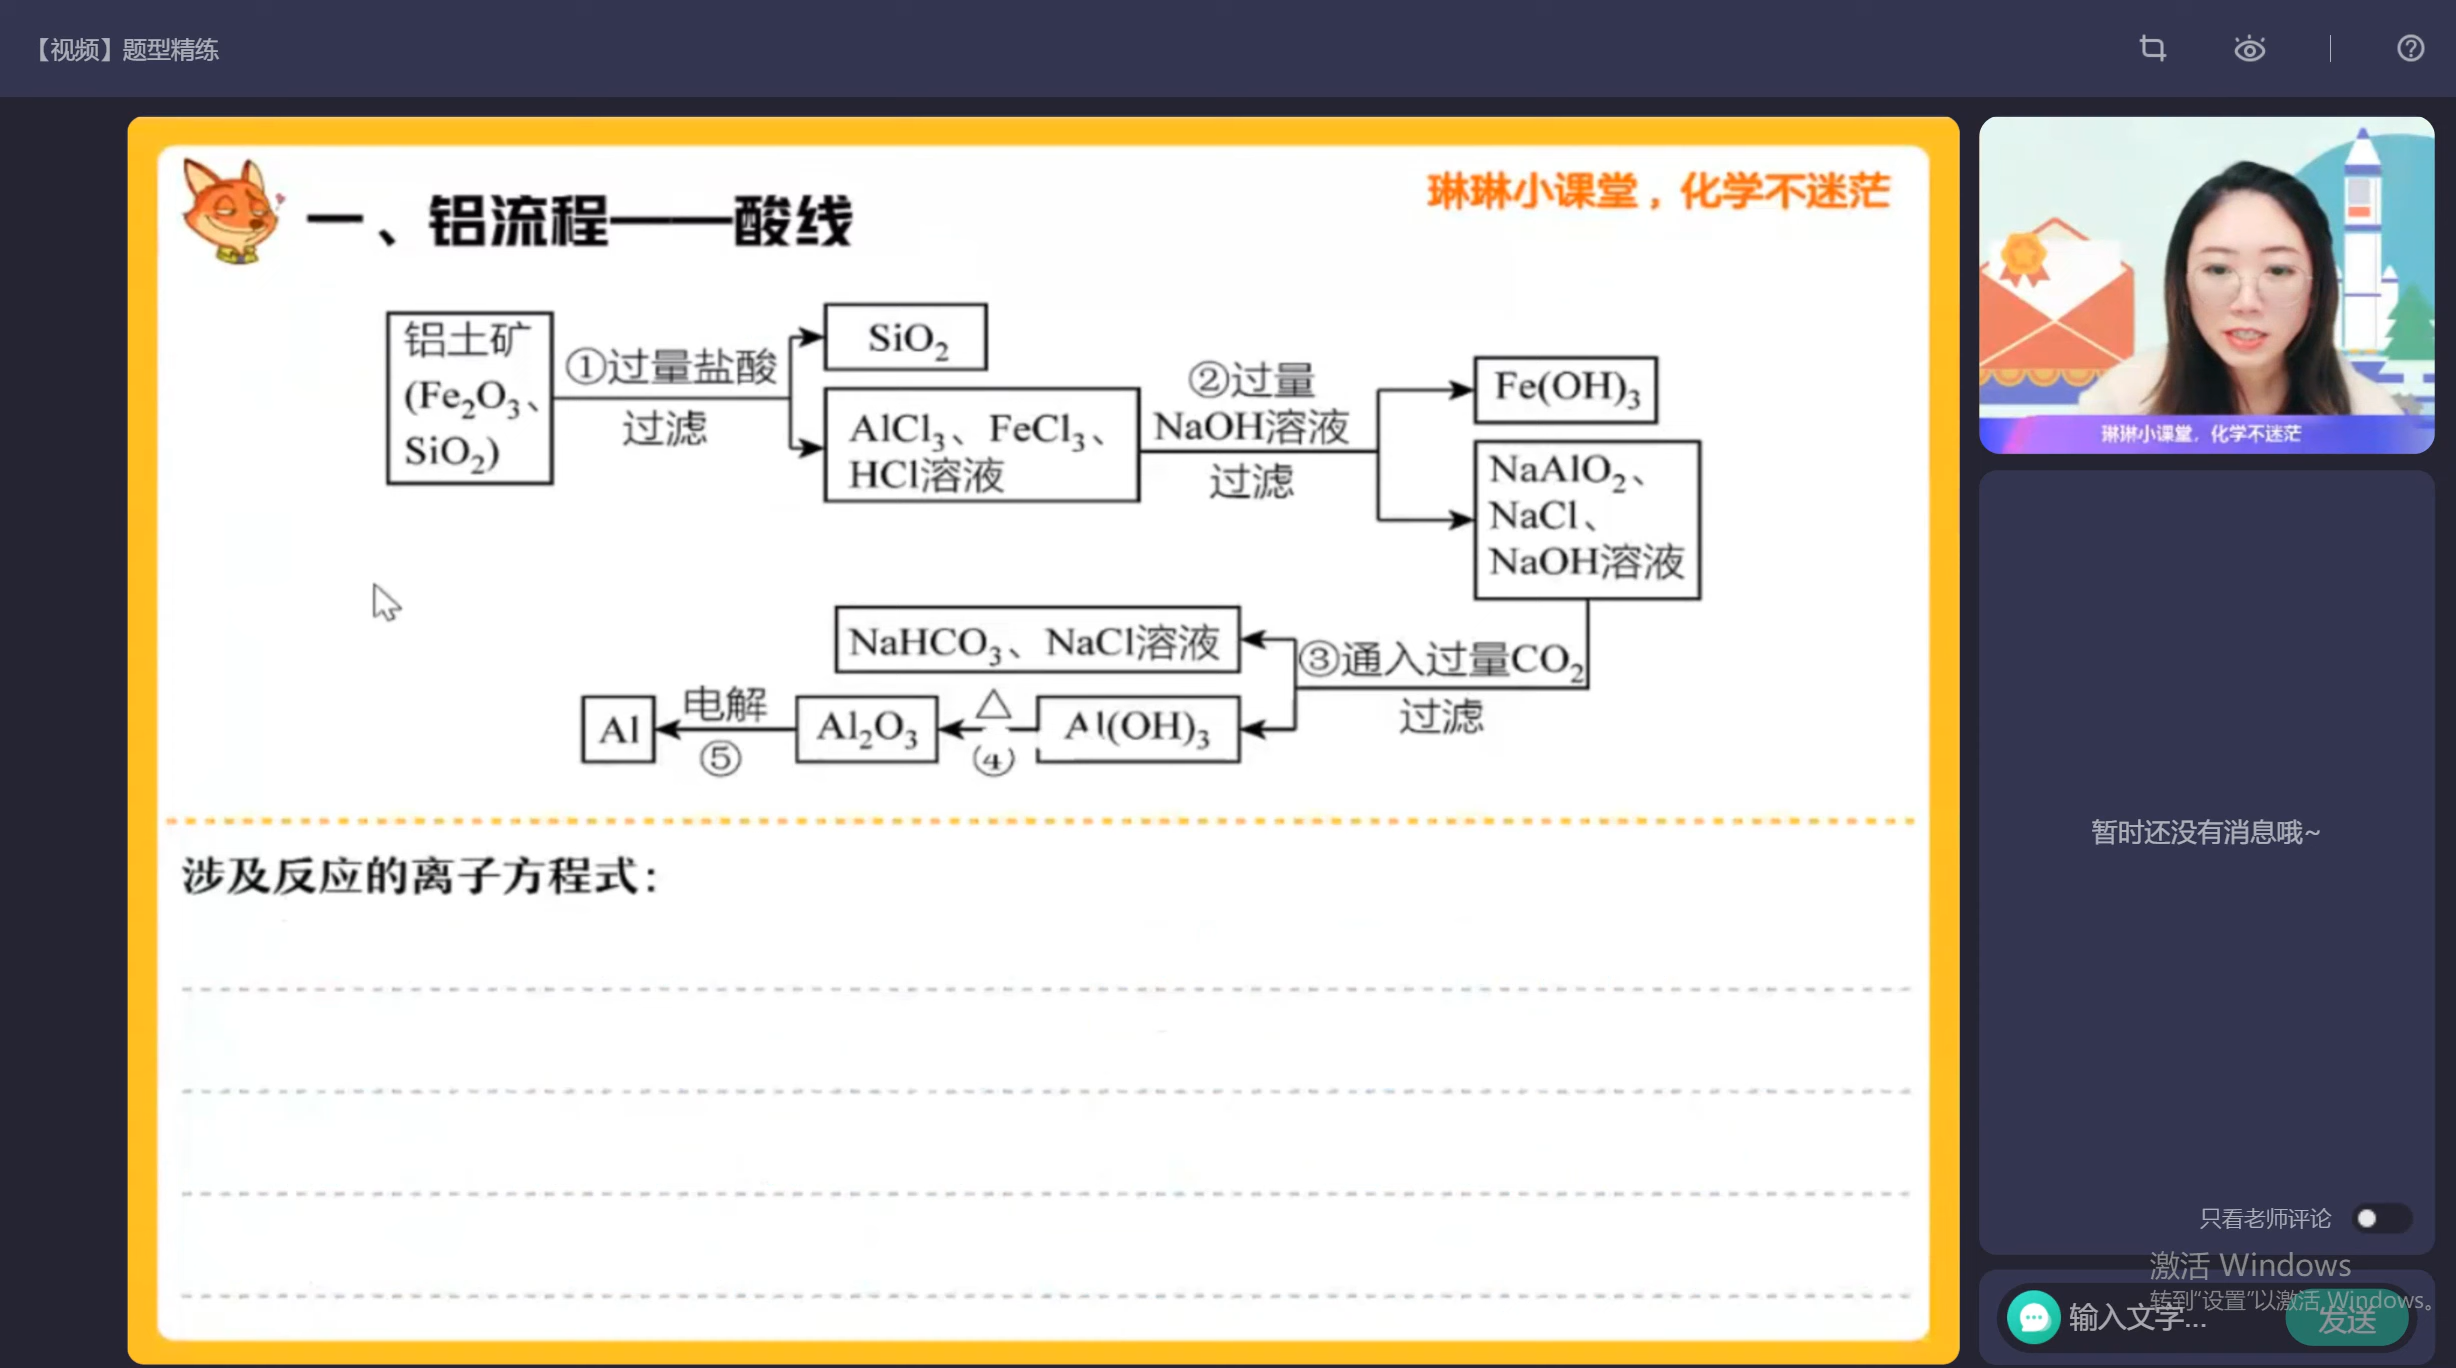 【视频】题型精练
一、铝流程——酸线
琳琳小课堂，化学不迷茫
铝土矿
(Fe₂O₃、
SiO₂)
①过量盐酸
过滤
SiO₂
AlCl₃、FeCl₃、
HCl溶液
②过量
NaOH溶液
过滤
Fe(OH)₃
NaAlO₂、
NaCl、
NaOH溶液
③通入过量CO₂
过滤
NaHCO₃、NaCl溶液
Al(OH)₃
△
④
Al₂O₃
电解
⑤
Al
涉及反应的离子方程式：
琳琳小课堂，化学不迷茫
暂时还没有消息哦~
只看老师评论
激活 Windows
转到“设置”以激活 Windows。
输入文字...
发送